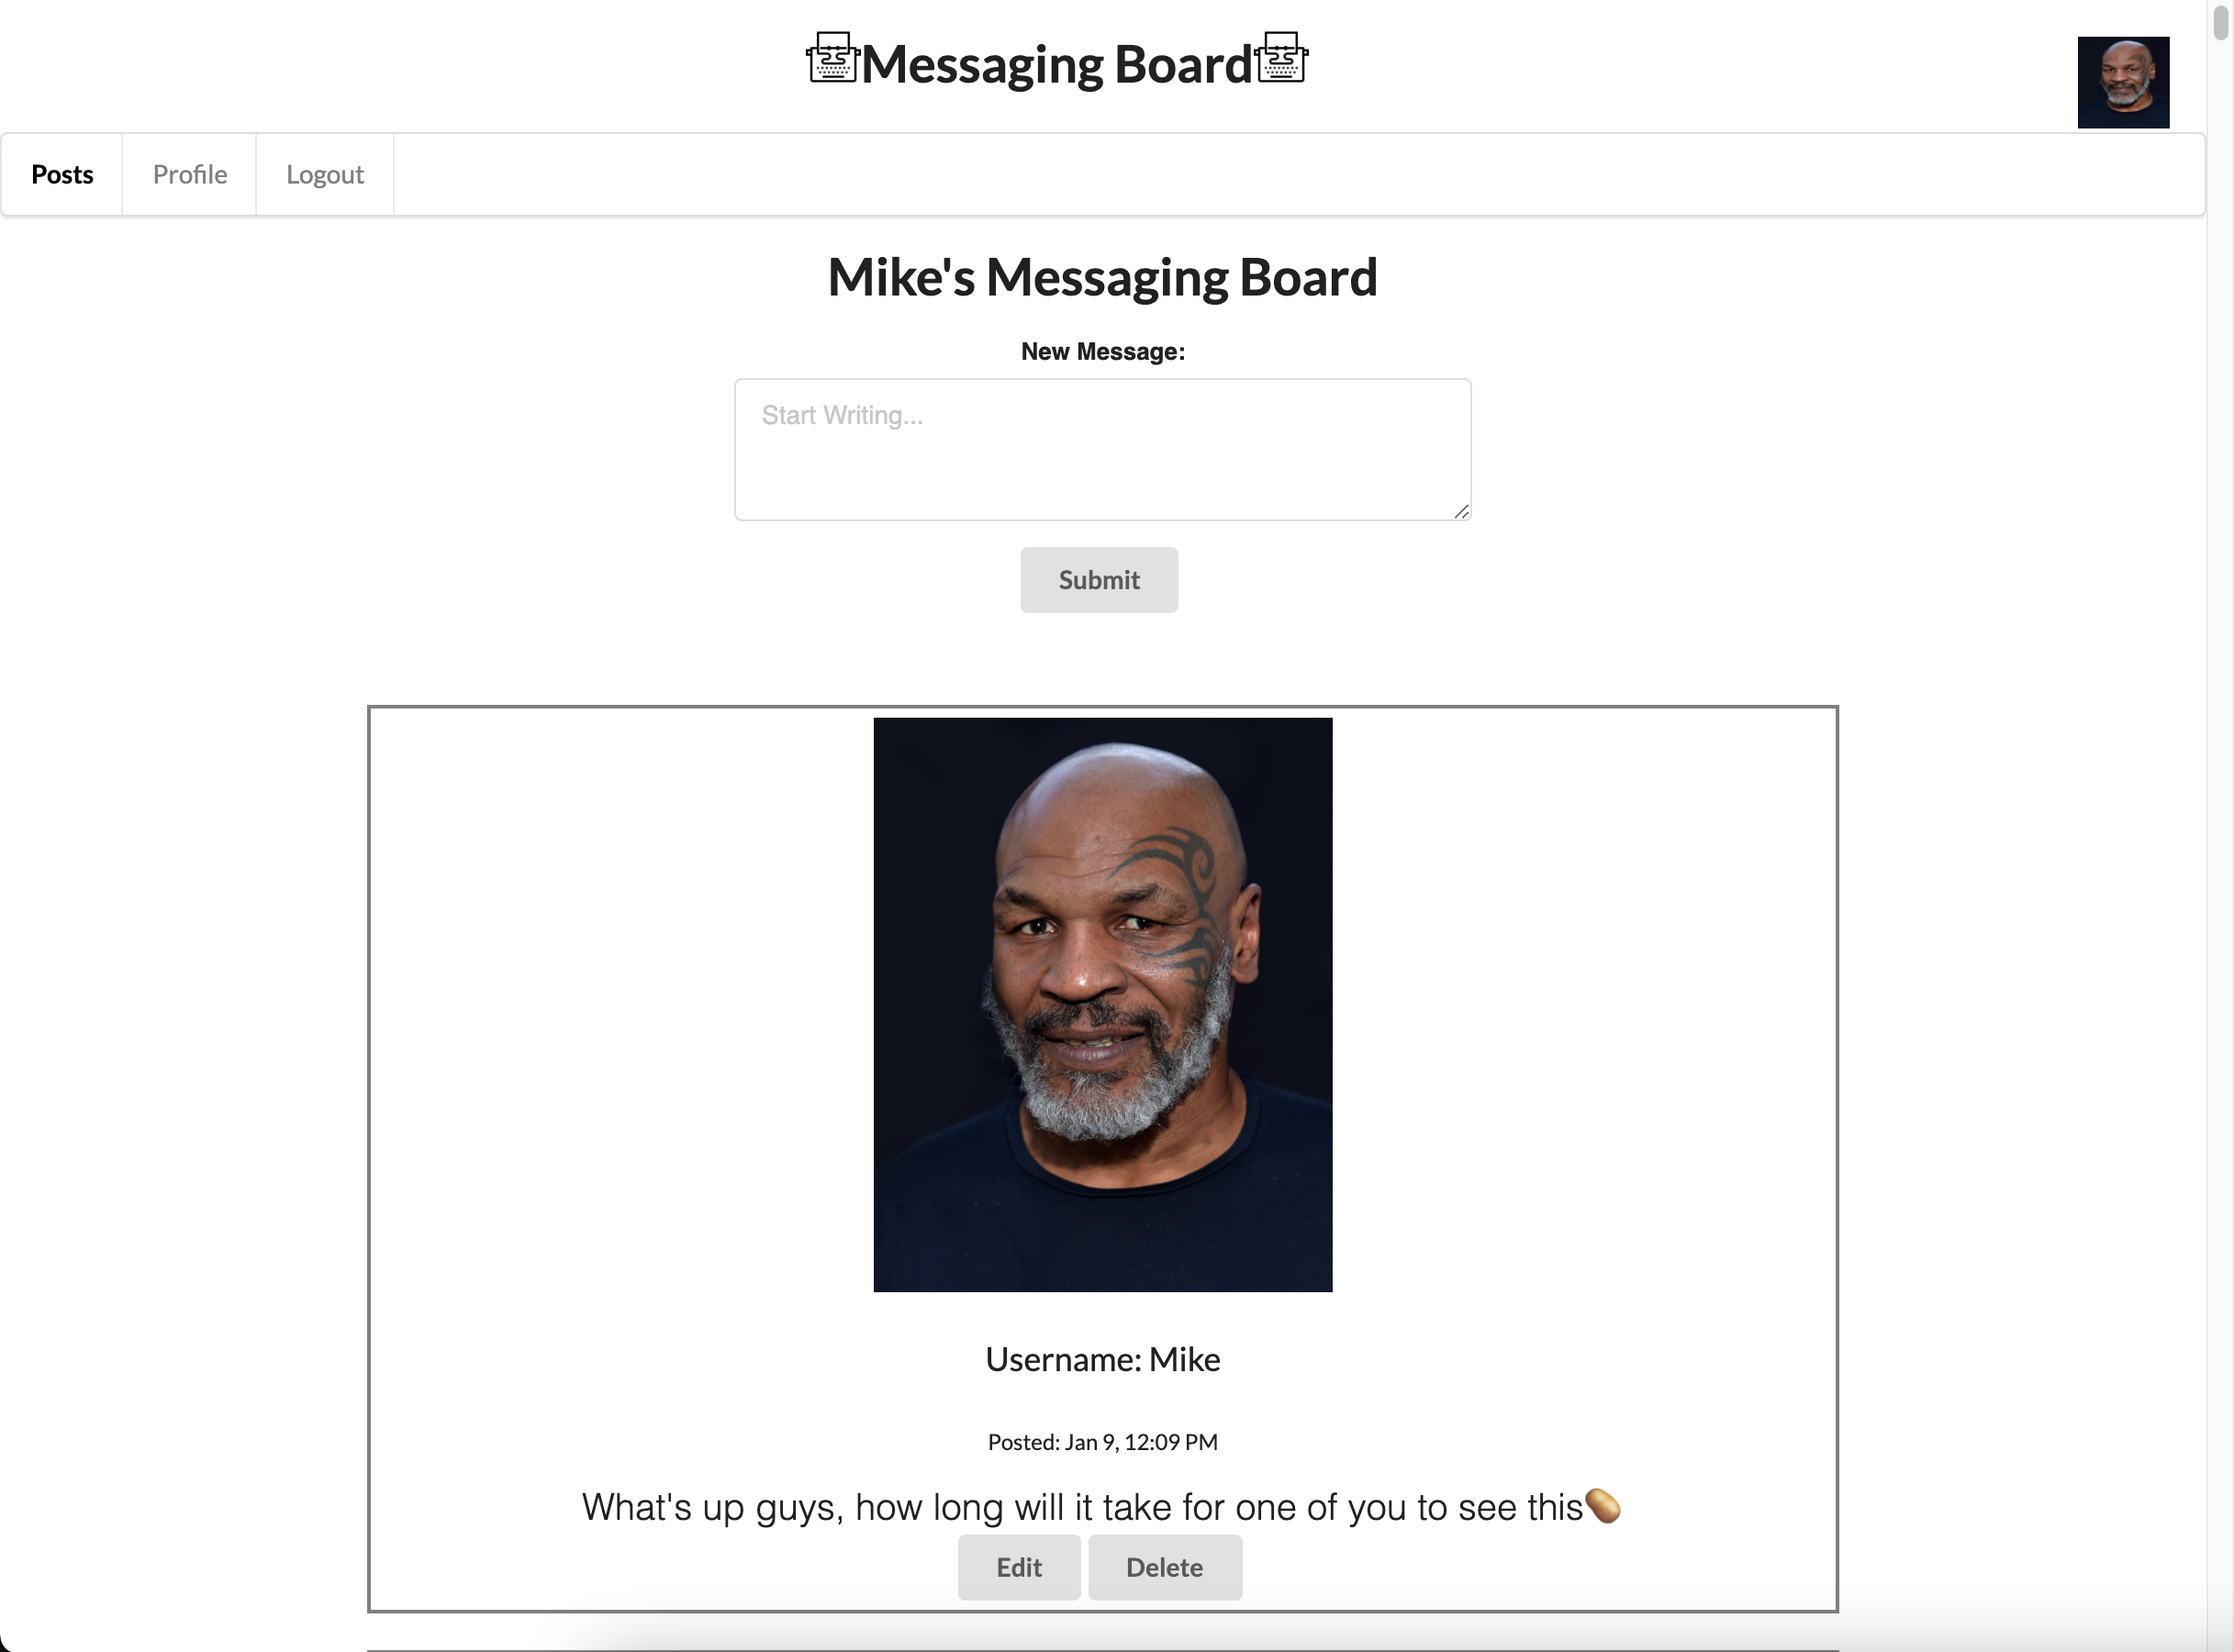 Messaging Board
Posts
Profile
Logout
Mike's Messaging Board
New Message:
Start Writing...
Submit
Username: Mike
Posted: Jan 9, 12:09 PM
What's up guys, how long will it take for one of you to see this🥔
Edit
Delete